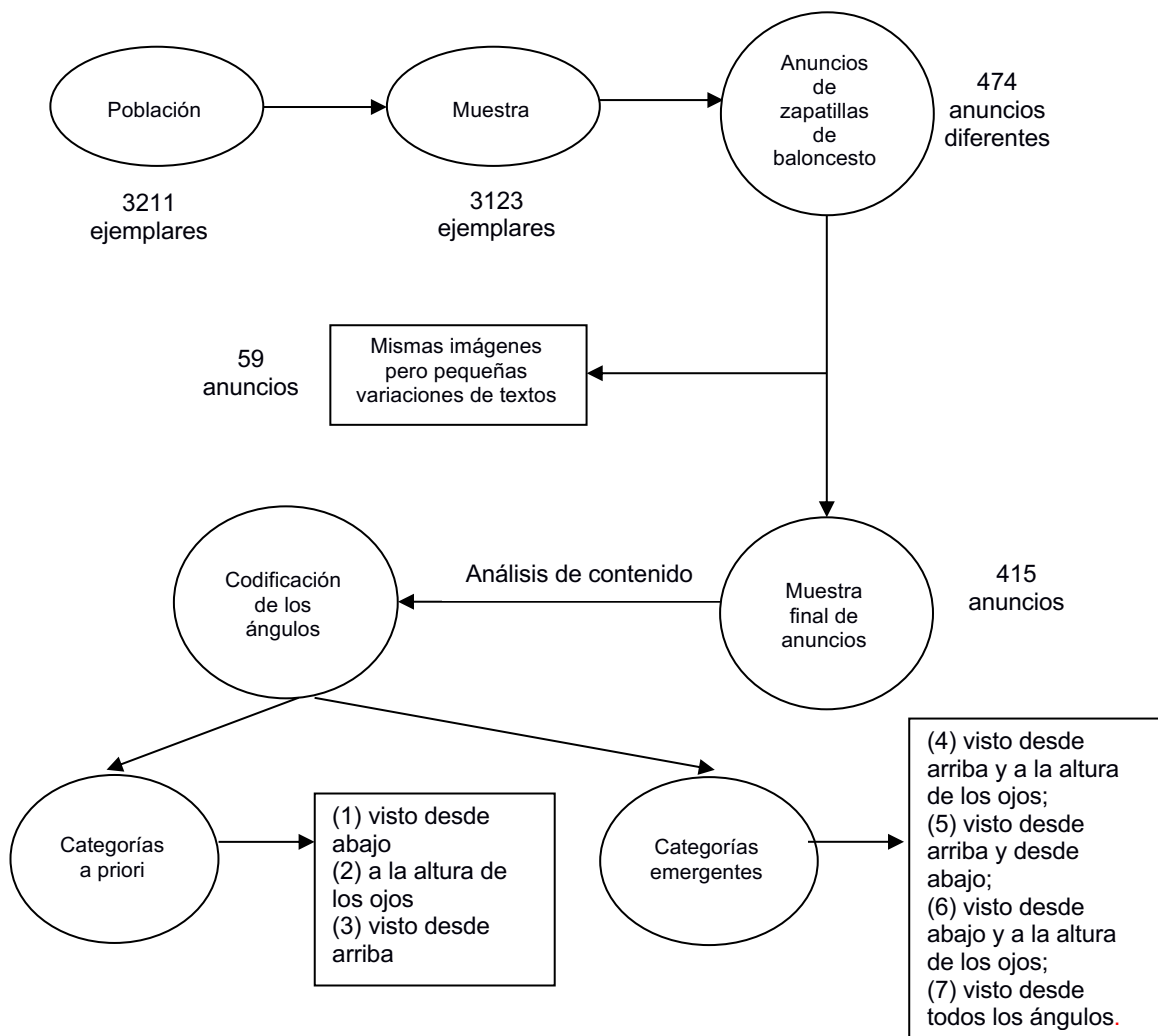 Población
3211
ejemplares
Muestra
3123
ejemplares
Anuncios
de
zapatillas
de
baloncesto
474
anuncios
diferentes
59
anuncios
Mismas imágenes
pero pequeñas
variaciones de textos
Muestra
final de
anuncios
415
anuncios
Análisis de contenido
Codificación
de los
ángulos
Categorías
a priori
(1) visto desde
abajo
(2) a la altura de
los ojos
(3) visto desde
arriba
Categorías
emergentes
(4) visto desde
arriba y a la altura
de los ojos;
(5) visto desde
arriba y desde
abajo;
(6) visto desde
abajo y a la altura
de los ojos;
(7) visto desde
todos los ángulos.